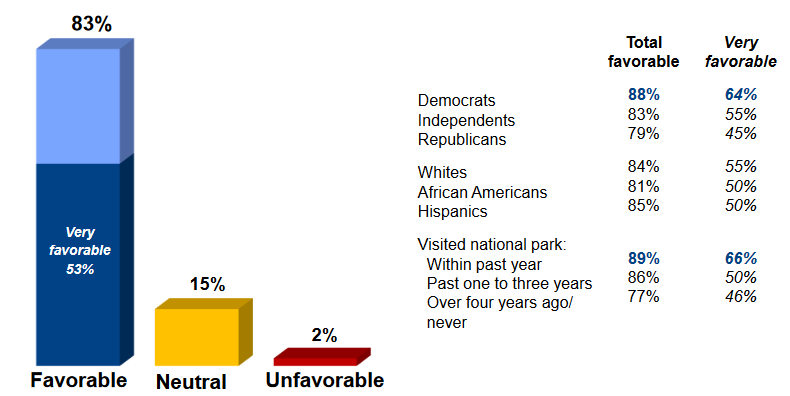 83%
Very
favorable
53%
15%
2%
Favorable
Neutral
Unfavorable
Total
favorable
Very
favorable
Democrats 88% 64%
Independents 83% 55%
Republicans 79% 45%
Whites 84% 55%
African Americans 81% 50%
Hispanics 85% 50%
Visited national park:
Within past year 89% 66%
Past one to three years 86% 50%
Over four years ago/ 77% 46%
never